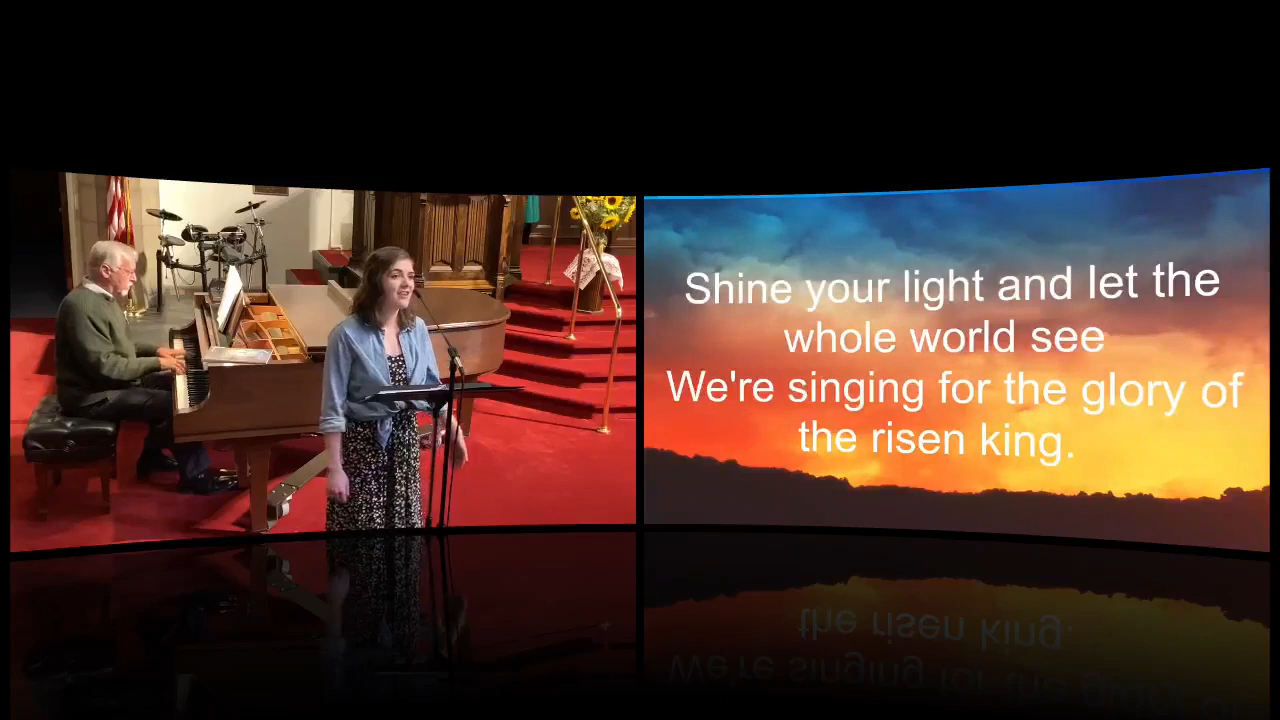 Shine your light and let the
whole world see
We're singing for the glory of
the risen king.